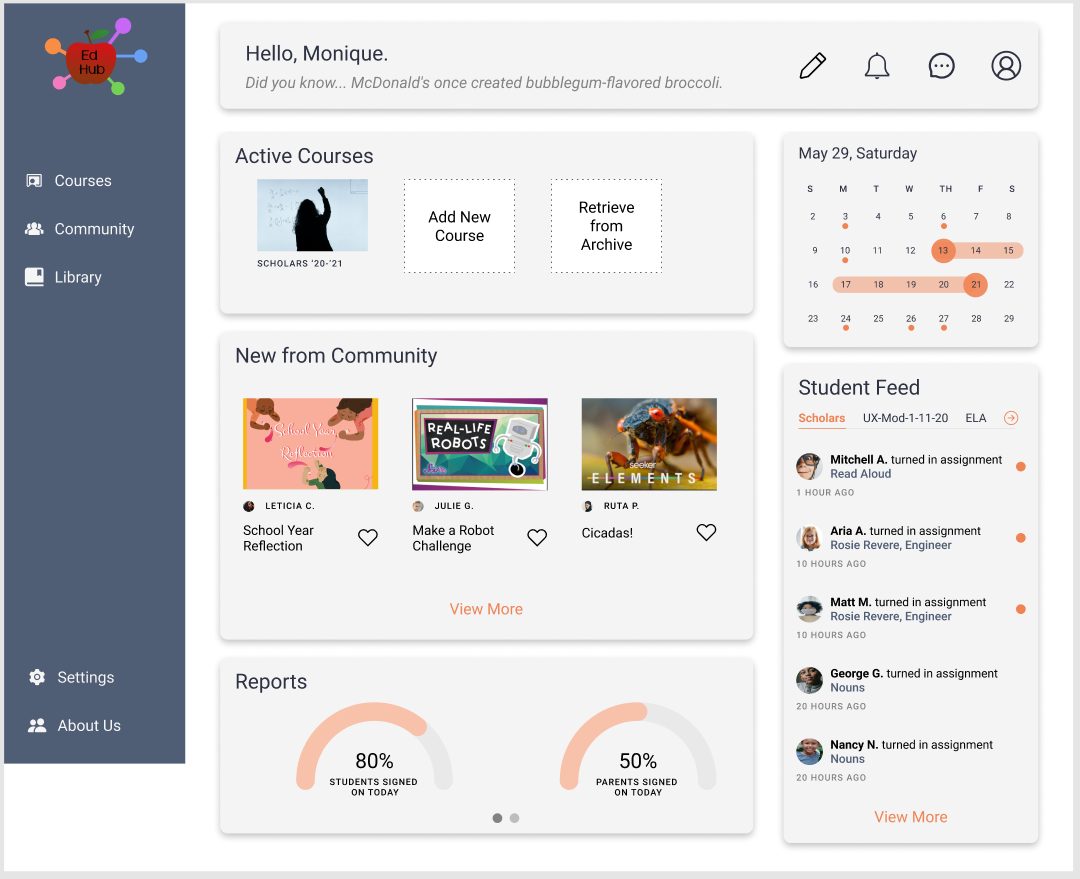 Ed
Hub
Courses
Community
Library
Settings
About Us
Hello, Monique.
Did you know... McDonald's once created bubblegum-flavored broccoli.
Active Courses
SCHOLARS ‘20-’21
Add New
Course
Retrieve
from
Archive
New from Community
School Year
Reflection
LETICIA C.
School Year
Reflection
REAL-LIFE
ROBOTS
JULIE G.
Make a Robot
Challenge
seeker
ELEMENTS
RUTA P.
Cicadas!
View More
Reports
80%
STUDENTS SIGNED
ON TODAY
50%
PARENTS SIGNED
ON TODAY
May 29, Saturday
S M T W TH F S
2 3 4 5 6 7 8
9 10 11 12 13 14 15
16 17 18 19 20 21 22
23 24 25 26 27 28 29
Student Feed
Scholars UX-Mod-1-11-20 ELA
Mitchell A. turned in assignment
Read Aloud
1 HOUR AGO
Aria A. turned in assignment
Rosie Revere, Engineer
10 HOURS AGO
Matt M. turned in assignment
Rosie Revere, Engineer
10 HOURS AGO
George G. turned in assignment
Nouns
20 HOURS AGO
Nancy N. turned in assignment
Nouns
20 HOURS AGO
View More